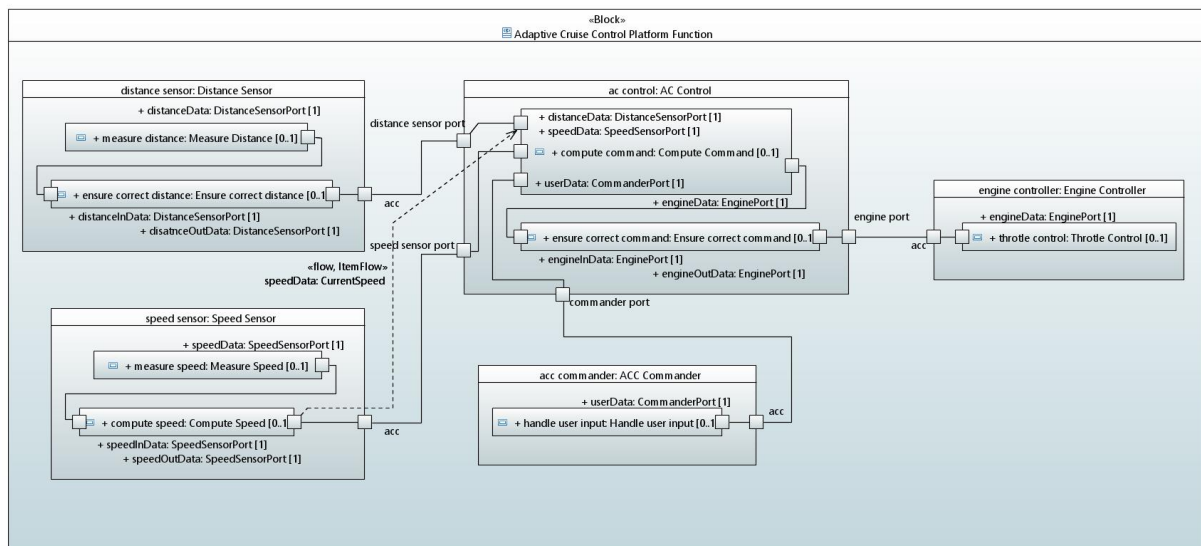 «Block»
Adaptive Cruise Control Platform Function
distance sensor: Distance Sensor
+ distanceData: DistanceSensorPort [1]
+ measure distance: Measure Distance [0..1]
+ ensure correct distance: Ensure correct distance [0..1]
+ distanceInData: DistanceSensorPort [1]
+ disatnceOutData: DistanceSensorPort [1]
acc
distance sensor port
ac control: AC Control
+ distanceData: DistanceSensorPort [1]
+ speedData: SpeedSensorPort [1]
+ compute command: Compute Command [0..1]
+ userData: CommanderPort [1]
+ engineData: EnginePort [1]
speed sensor port
+ ensure correct command: Ensure correct command [0..1]
+ engineInData: EnginePort [1]
+ engineOutData: EnginePort [1]
engine port
commander port
engine controller: Engine Controller
+ engineData: EnginePort [1]
acc
+ throtle control: Throtle Control [0..1]
«flow, ItemFlow»
speedData: CurrentSpeed
speed sensor: Speed Sensor
+ speedData: SpeedSensorPort [1]
+ measure speed: Measure Speed [0..1]
+ compute speed: Compute Speed [0..1]
+ speedInData: SpeedSensorPort [1]
+ speedOutData: SpeedSensorPort [1]
acc
acc commander: ACC Commander
+ userData: CommanderPort [1]
+ handle user input: Handle user input [0..1]
acc